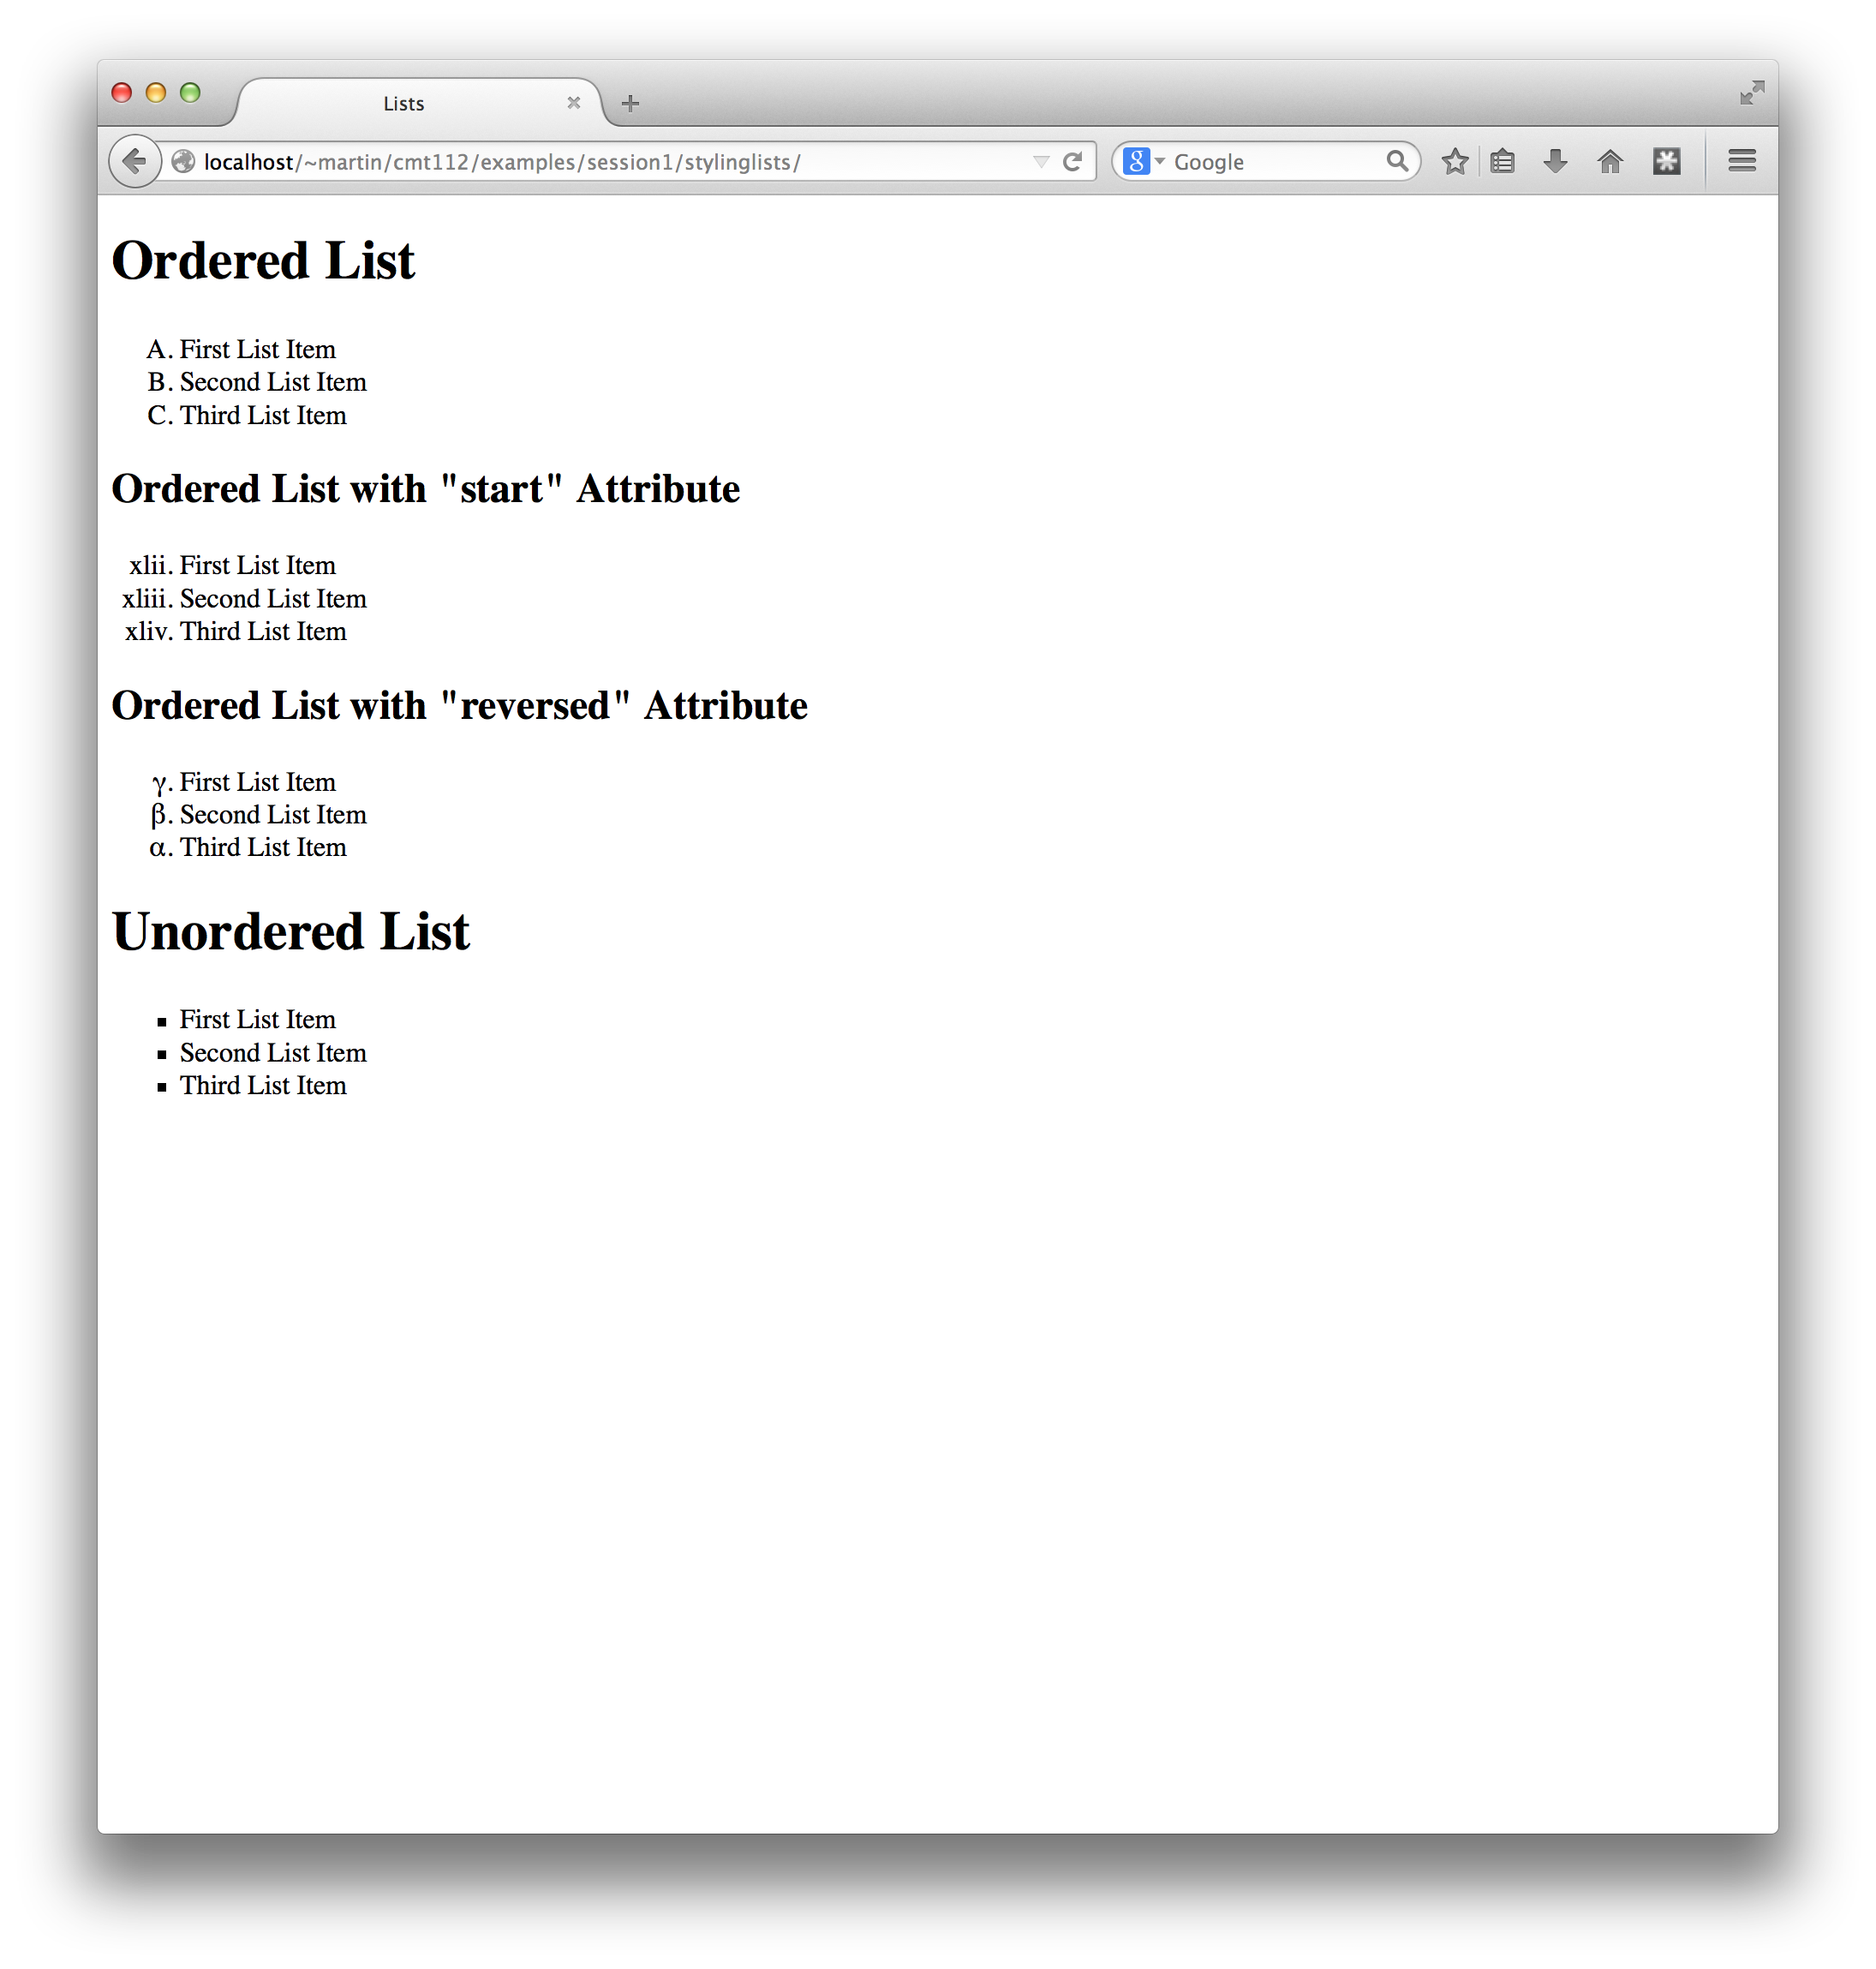 Lists
localhost/~martin/cmt112/examples/session1/stylinglists/
g Google
Ordered List
A. First List Item
B. Second List Item
C. Third List Item
Ordered List with "start" Attribute
xlii. First List Item
xliii. Second List Item
xliv. Third List Item
Ordered List with "reversed" Attribute
γ. First List Item
β. Second List Item
α. Third List Item
Unordered List
▪ First List Item
▪ Second List Item
▪ Third List Item